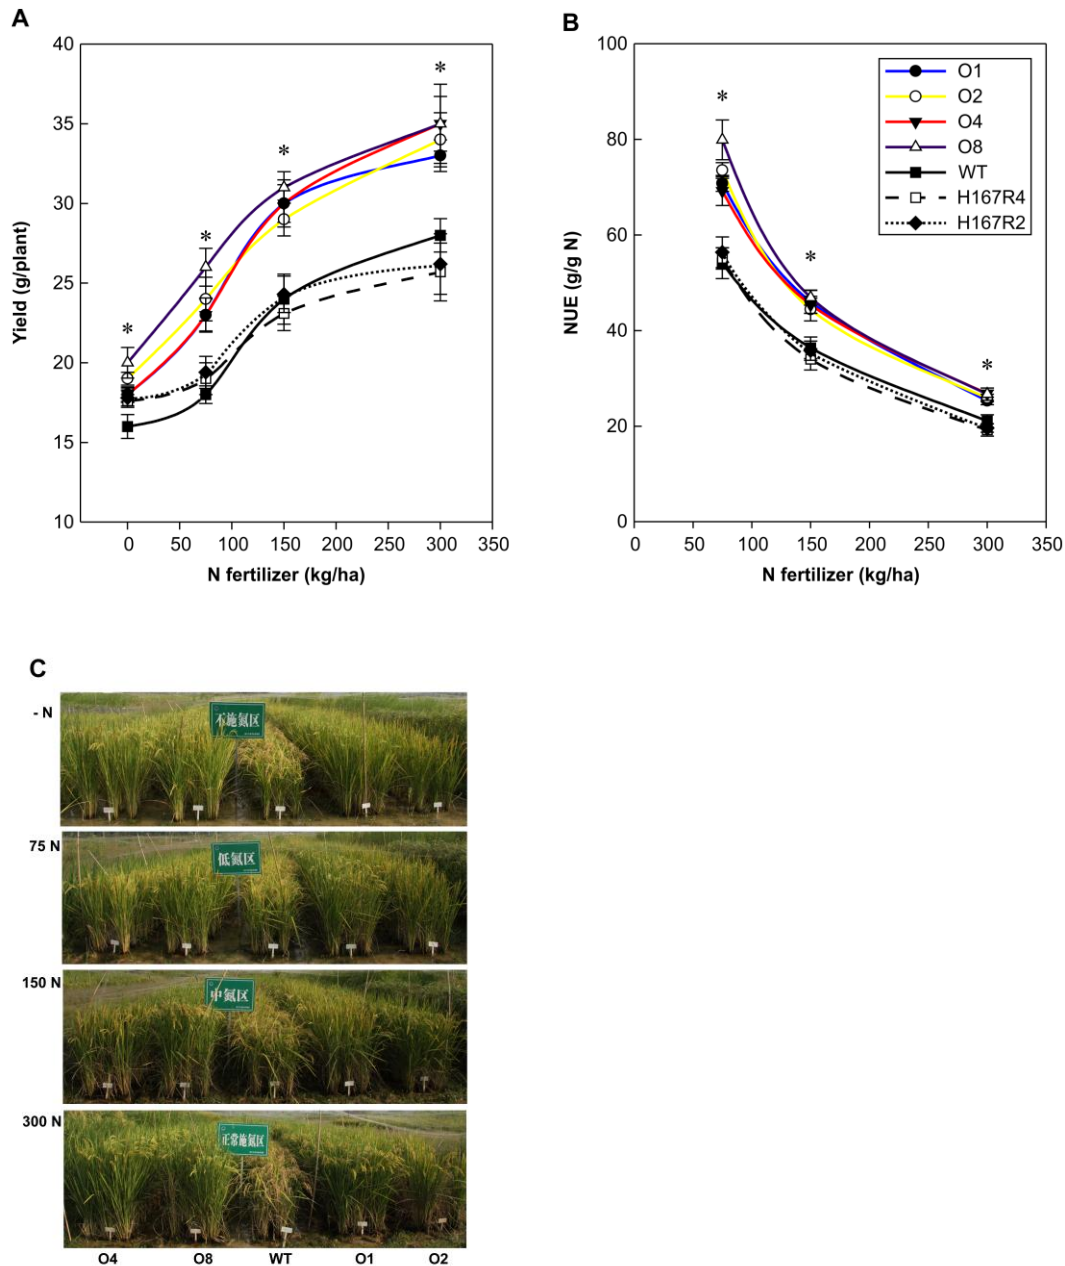 A
40
35
30
25
20
15
10
Yield (g/plant)
*
*
*
*
0
50
100
150
200
250
300
350
N fertilizer (kg/ha)
B
100
80
60
40
20
0
NUE (g/g N)
*
*
*
O1
O2
O4
O8
WT
H167R4
H167R2
0
50
100
150
200
250
300
350
N fertilizer (kg/ha)
C
- N
不施氮区
75 N
低氮区
150 N
中氮区
300 N
正常施氮区
O4
O8
WT
O1
O2